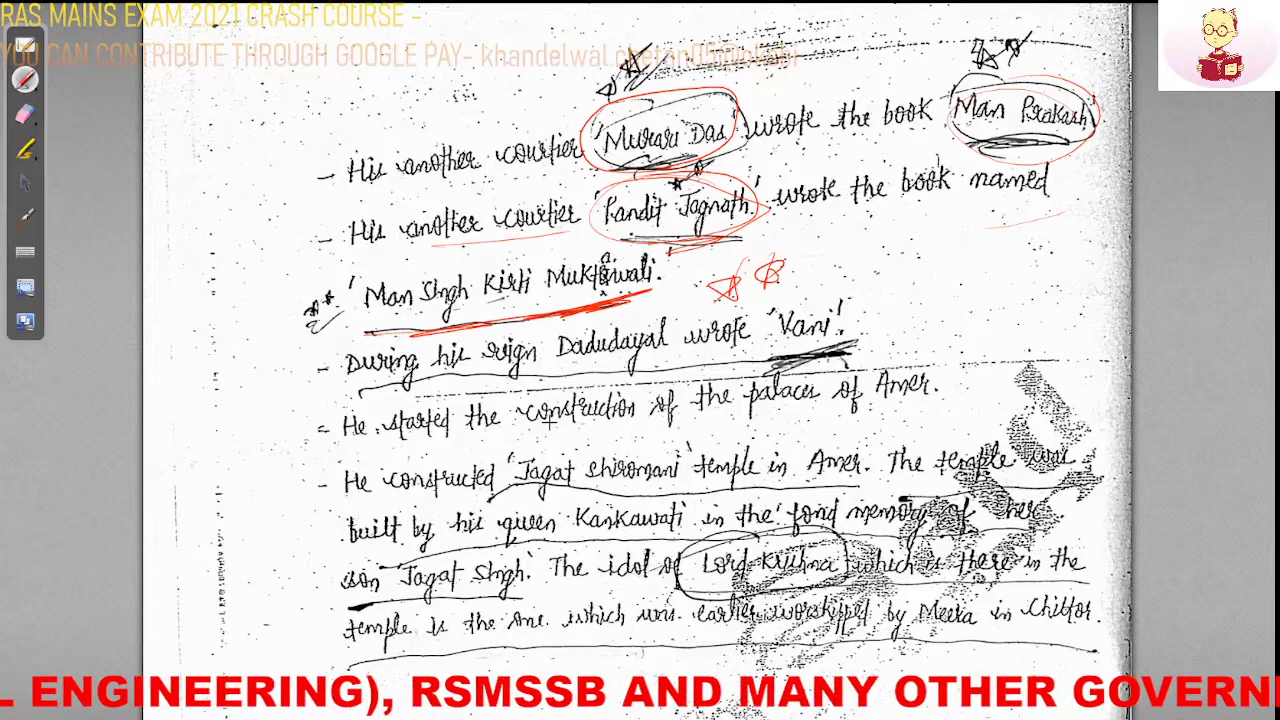 RAS MAINS EXAM 2021 CRASH COURSE -
YOU CAN CONTRIBUTE THROUGH GOOGLE PAY-
- His another courtier 'Murari Das' wrote the book 'Man Prakash'
- His another courtier 'Pandit Jagnath' wrote the book named
'Man Singh Kirti Muktawali.
- During his reign Dadudayal wrote 'Vani'.
- He started the construction of the palaces of Amer.
- He constructed 'Jagat Shiromani' temple in Amer. The temple was
built by his queen Kankawati in the fond memory of her
son Jagat Singh. The idol of Lord Krishna which is there in the
temple is the one which was earlier worshipped by Meera in Chittor.
L ENGINEERING), RSMSSB AND MANY OTHER GOVERN